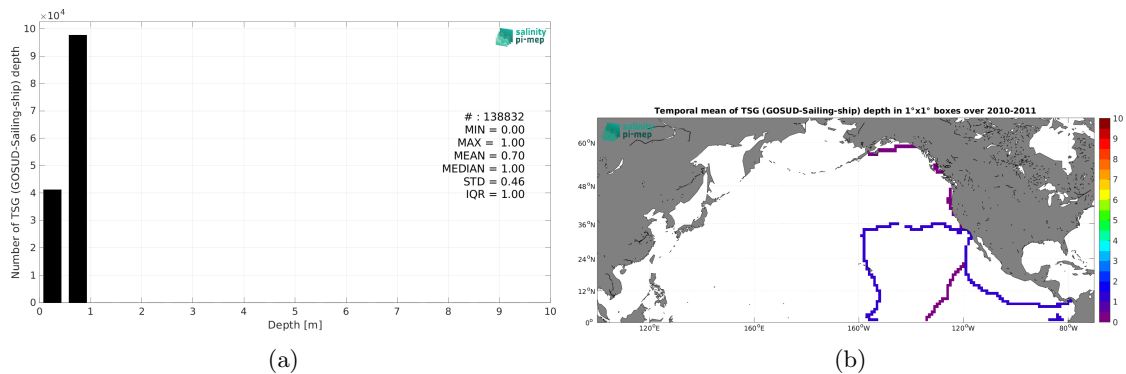 ×10⁴
10
9
8
7
6
5
4
3
2
1
0
Number of TSG (GOSUD-Sailing-ship) depth
salinity
pi-mep
# : 138832
MIN = 0.00
MAX = 1.00
MEAN = 0.70
MEDIAN = 1.00
STD = 0.46
IQR = 1.00
0 1 2 3 4 5 6 7 8 9 10
Depth [m]
(a)
Temporal mean of TSG (GOSUD-Sailing-ship) depth in 1°x1° boxes over 2010-2011
salinity
pi-mep
60°N
48°N
36°N
24°N
12°N
0°
120°E 160°E 160°W 120°W 80°W
10
9
8
7
6
5
4
3
2
1
0
(b)